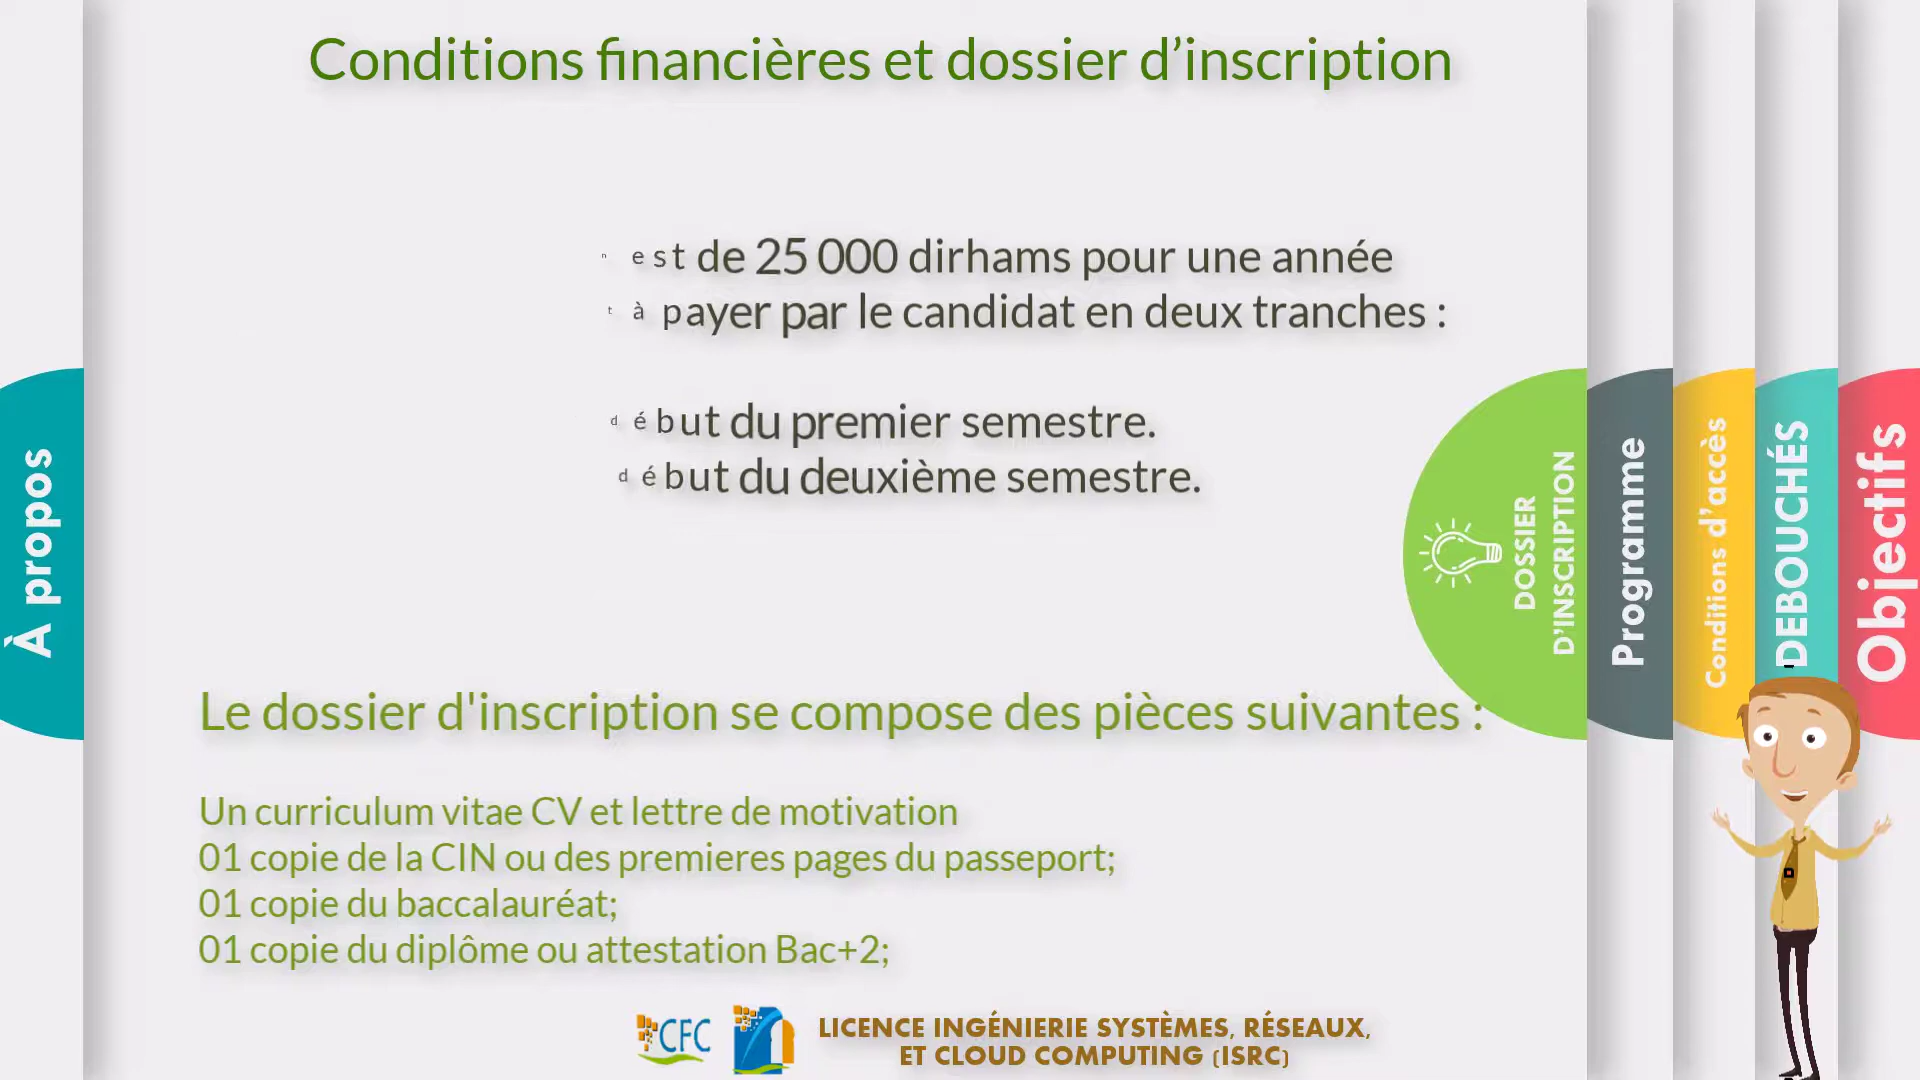 Conditions financières et dossier d’inscription
n est de 25 000 dirhams pour une année
t à payer par le candidat en deux tranches :
début du premier semestre.
début du deuxième semestre.
À propos
DOSSIER
D’INSCRIPTION
Programme
Conditions d’accès
DEBOUCHÉS
Objectifs
Le dossier d'inscription se compose des pièces suivantes :
Un curriculum vitae CV et lettre de motivation
01 copie de la CIN ou des premieres pages du passeport;
01 copie du baccalauréat;
01 copie du diplôme ou attestation Bac+2;
CFC
LICENCE INGÉNIERIE SYSTÈMES, RÉSEAUX,
ET CLOUD COMPUTING (ISRC)